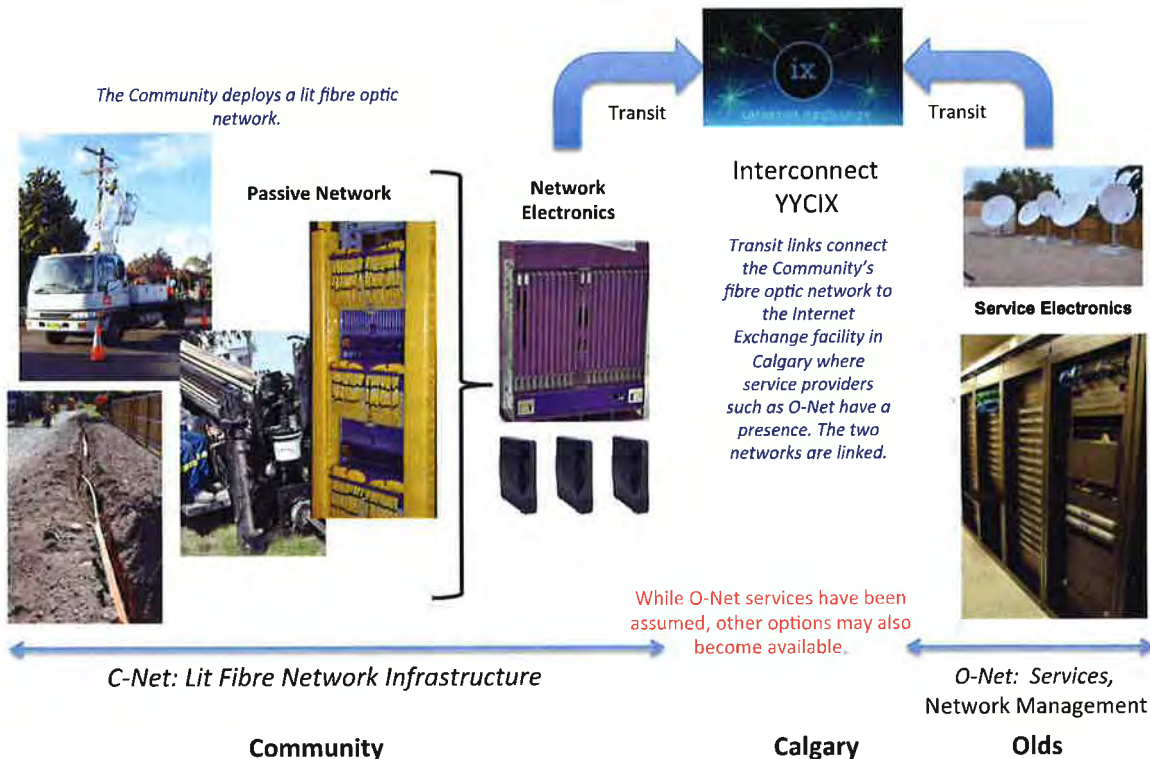 The Community deploys a lit fibre optic
network.
Passive Network
Network
Electronics
Transit
ix
INTERNET EXCHANGE
Transit
Interconnect
YYCIX
Transit links connect
the Community's
fibre optic network to
the Internet
Exchange facility in
Calgary where
service providers
such as O-Net have a
presence. The two
networks are linked.
Service Electronics
While O-Net services have been
assumed, other options may also
become available.
C-Net: Lit Fibre Network Infrastructure
O-Net: Services,
Network Management
Community
Calgary
Olds